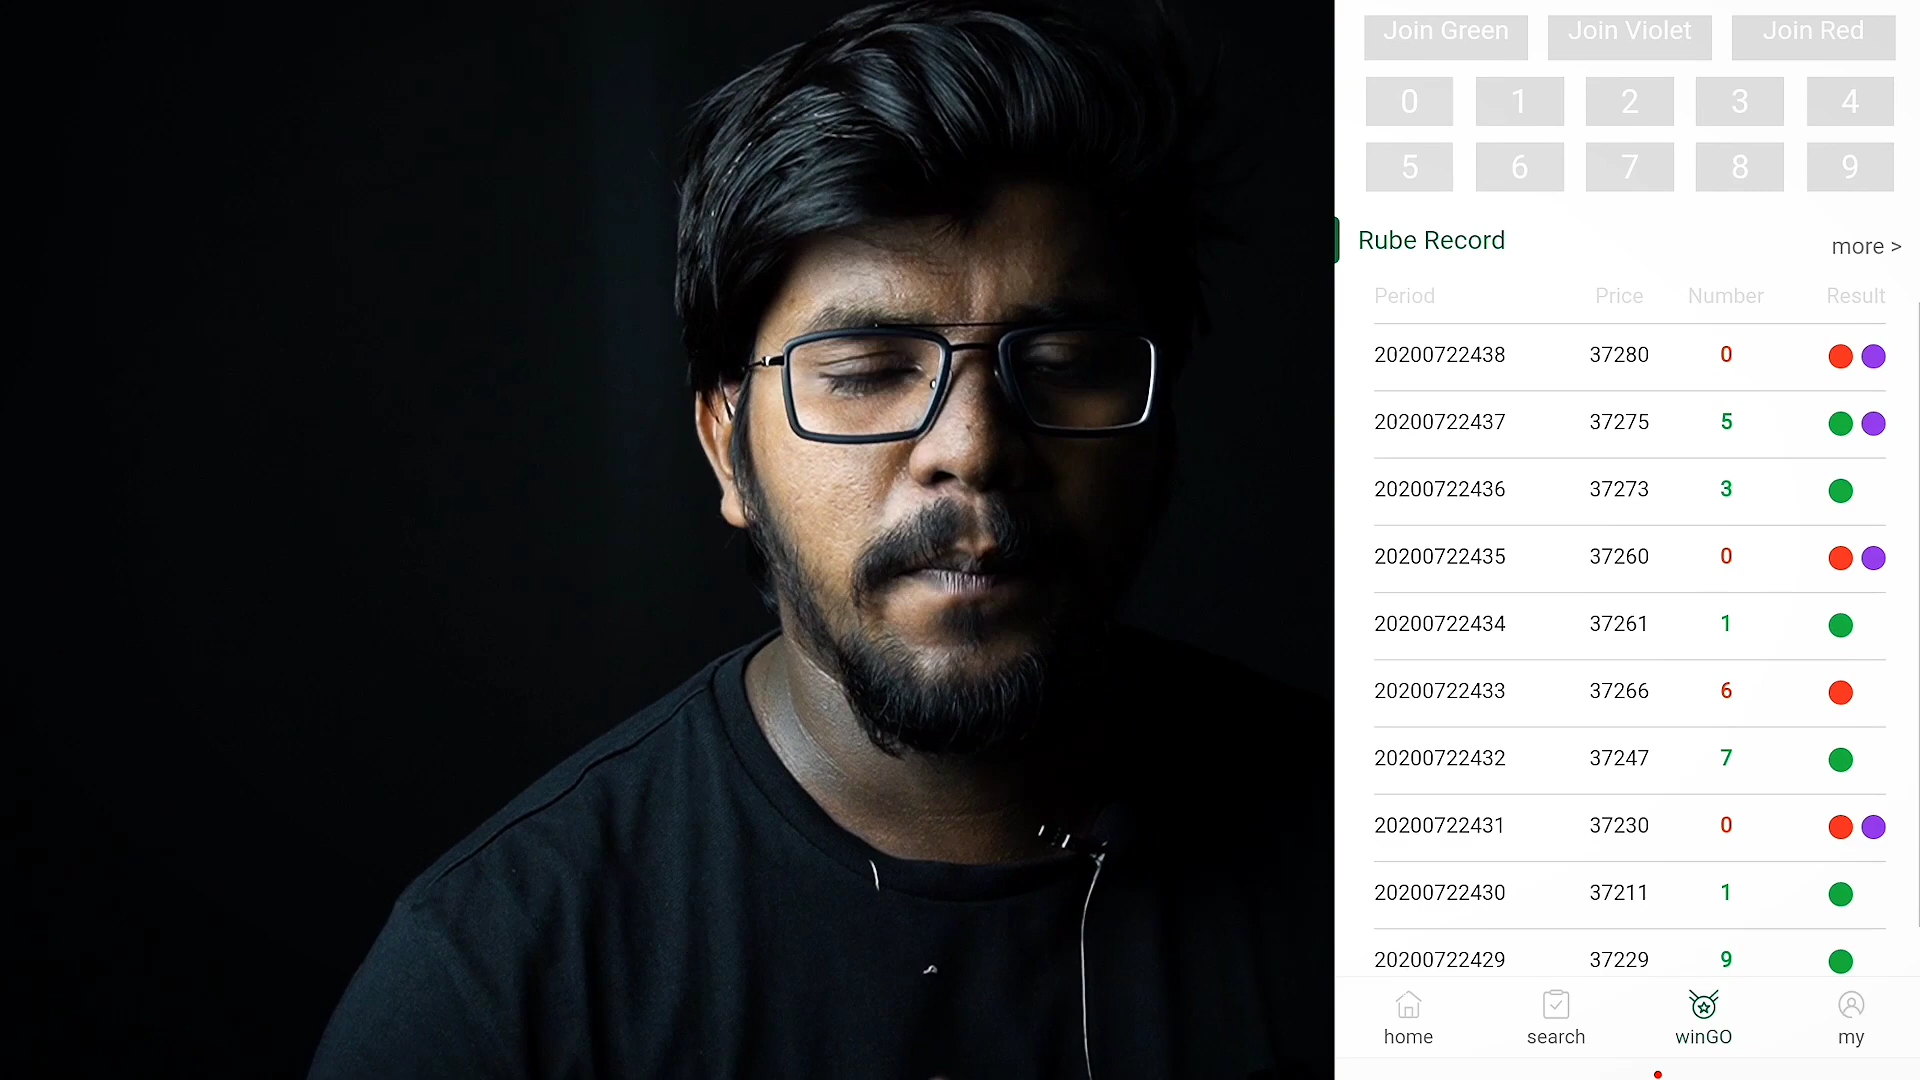 Join Green Join Violet Join Red
0 1 2 3 4
5 6 7 8 9
Rube Record
more >
Period Price Number Result
20200722438 37280 0
20200722437 37275 5
20200722436 37273 3
20200722435 37260 0
20200722434 37261 1
20200722433 37266 6
20200722432 37247 7
20200722431 37230 0
20200722430 37211 1
20200722429 37229 9
home search winGO my